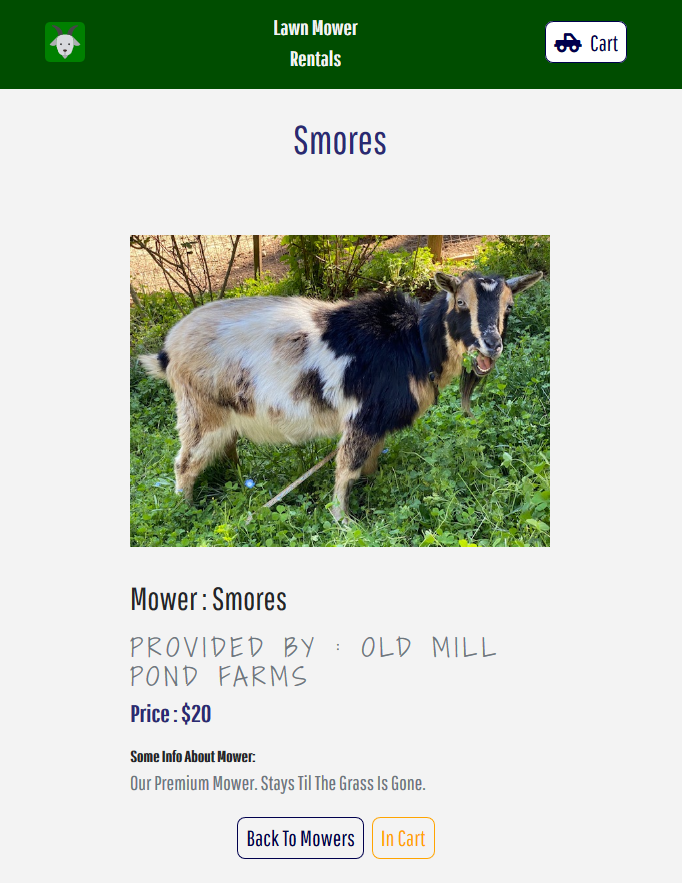 Lawn Mower
Rentals
Cart
Smores
Mower : Smores
PROVIDED BY : OLD MILL
POND FARMS
Price : $20
Some Info About Mower:
Our Premium Mower. Stays Til The Grass Is Gone.
Back To Mowers
In Cart